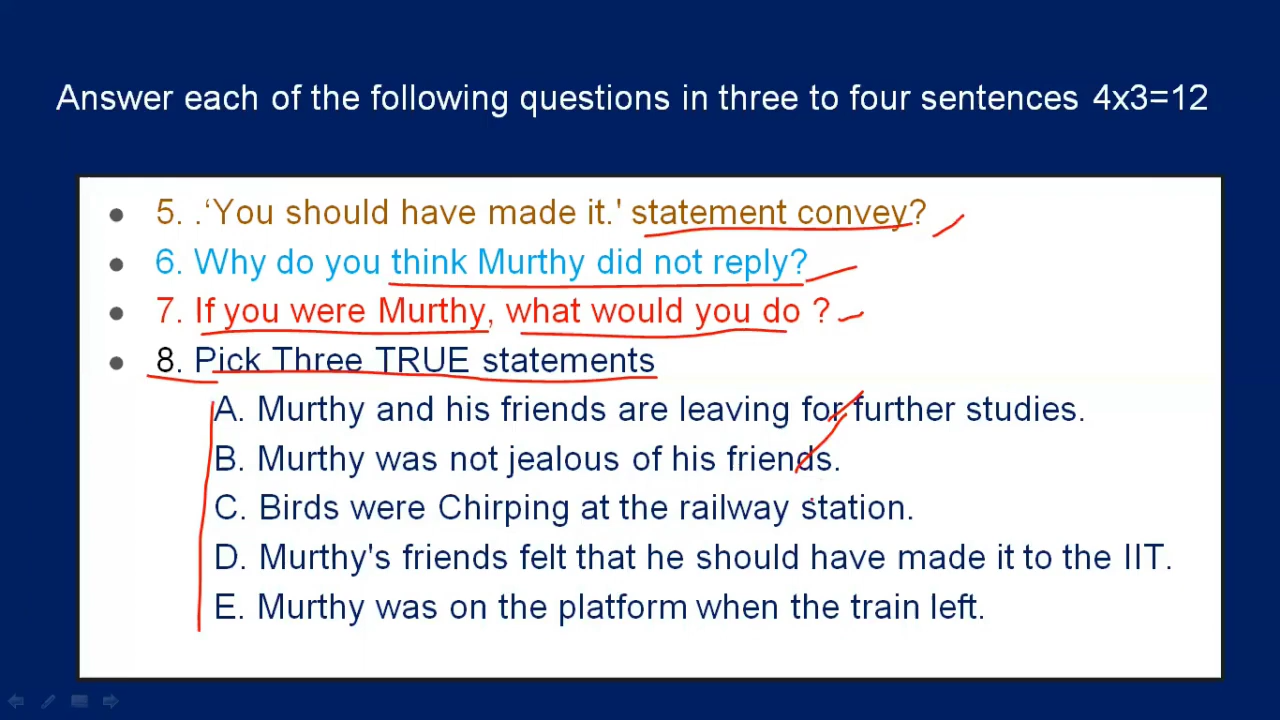 Answer each of the following questions in three to four sentences 4x3=12
• 5. .‘You should have made it.' statement convey?
• 6. Why do you think Murthy did not reply?
• 7. If you were Murthy, what would you do ?
• 8. Pick Three TRUE statements
A. Murthy and his friends are leaving for further studies.
B. Murthy was not jealous of his friends.
C. Birds were Chirping at the railway station.
D. Murthy's friends felt that he should have made it to the IIT.
E. Murthy was on the platform when the train left.